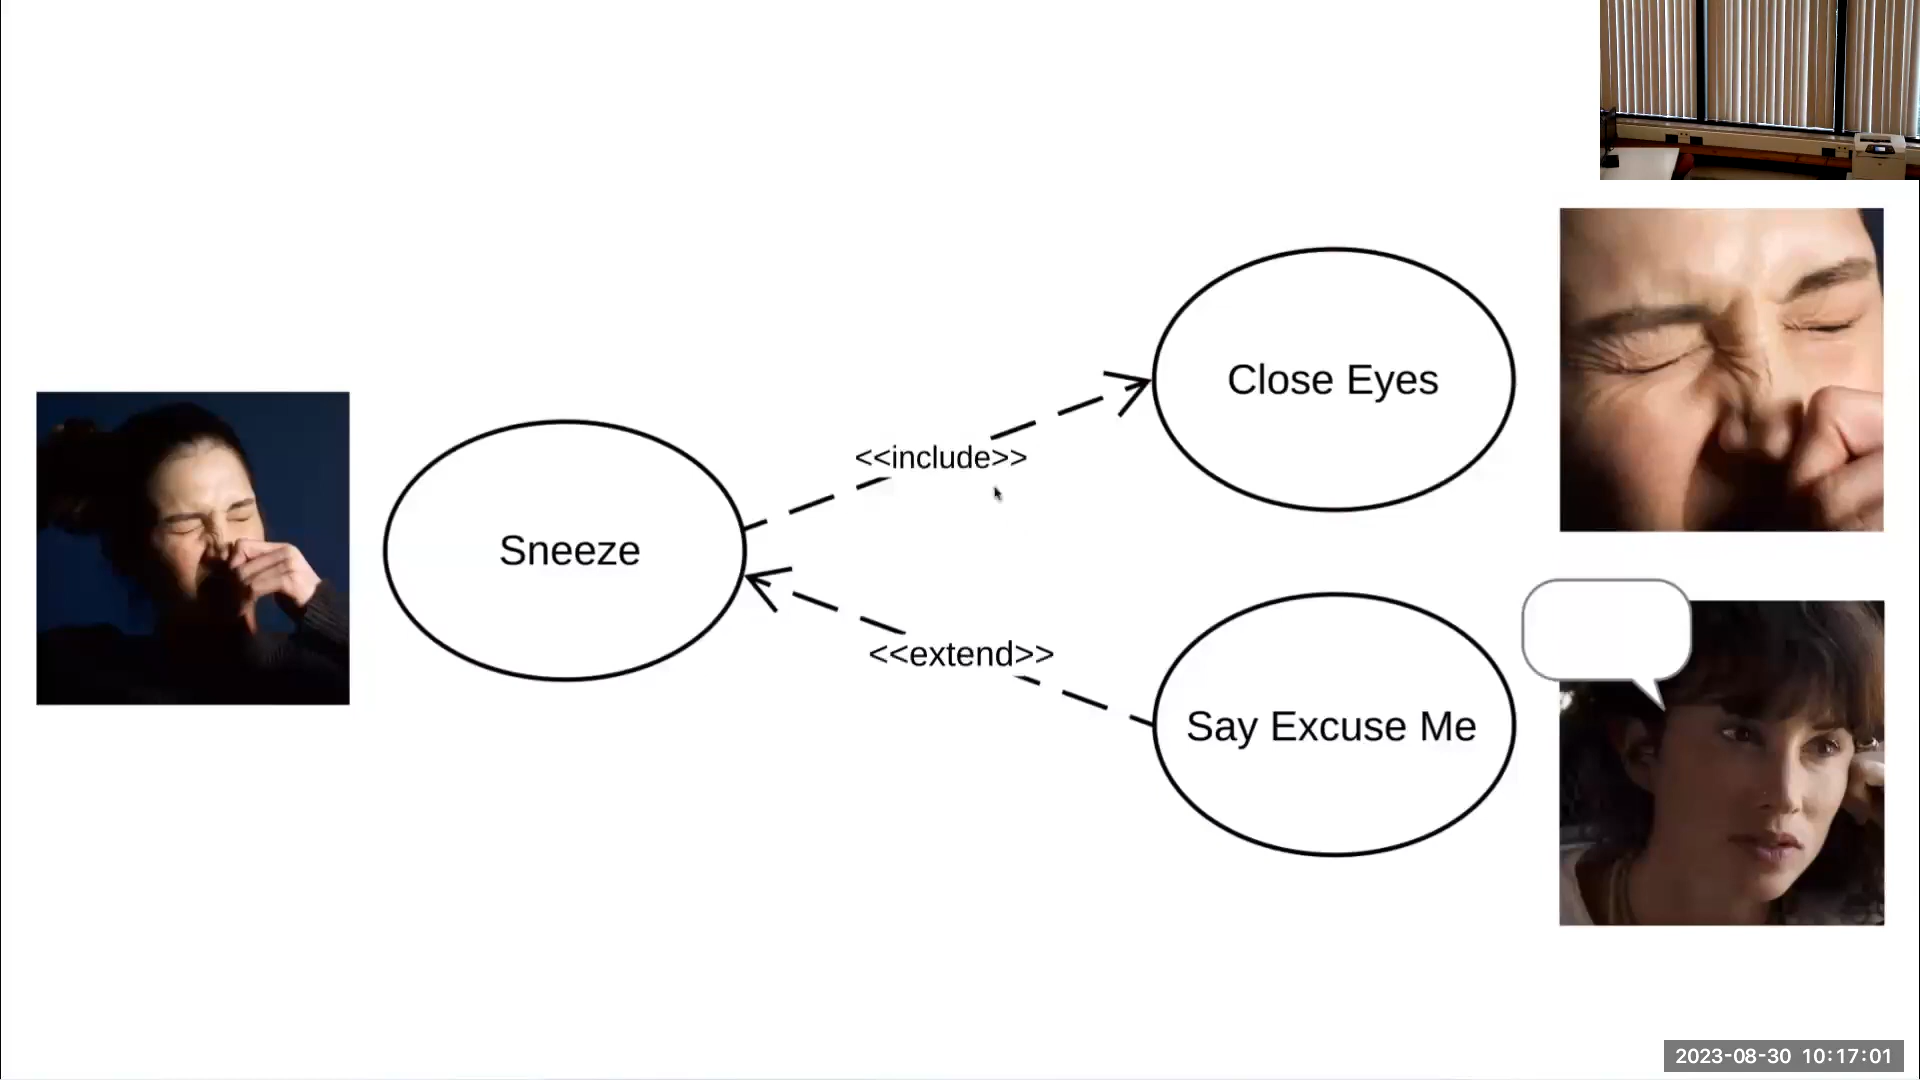 Close Eyes
<<include>>
Sneeze
<<extend>>
Say Excuse Me
2023-08-30 10:17:01